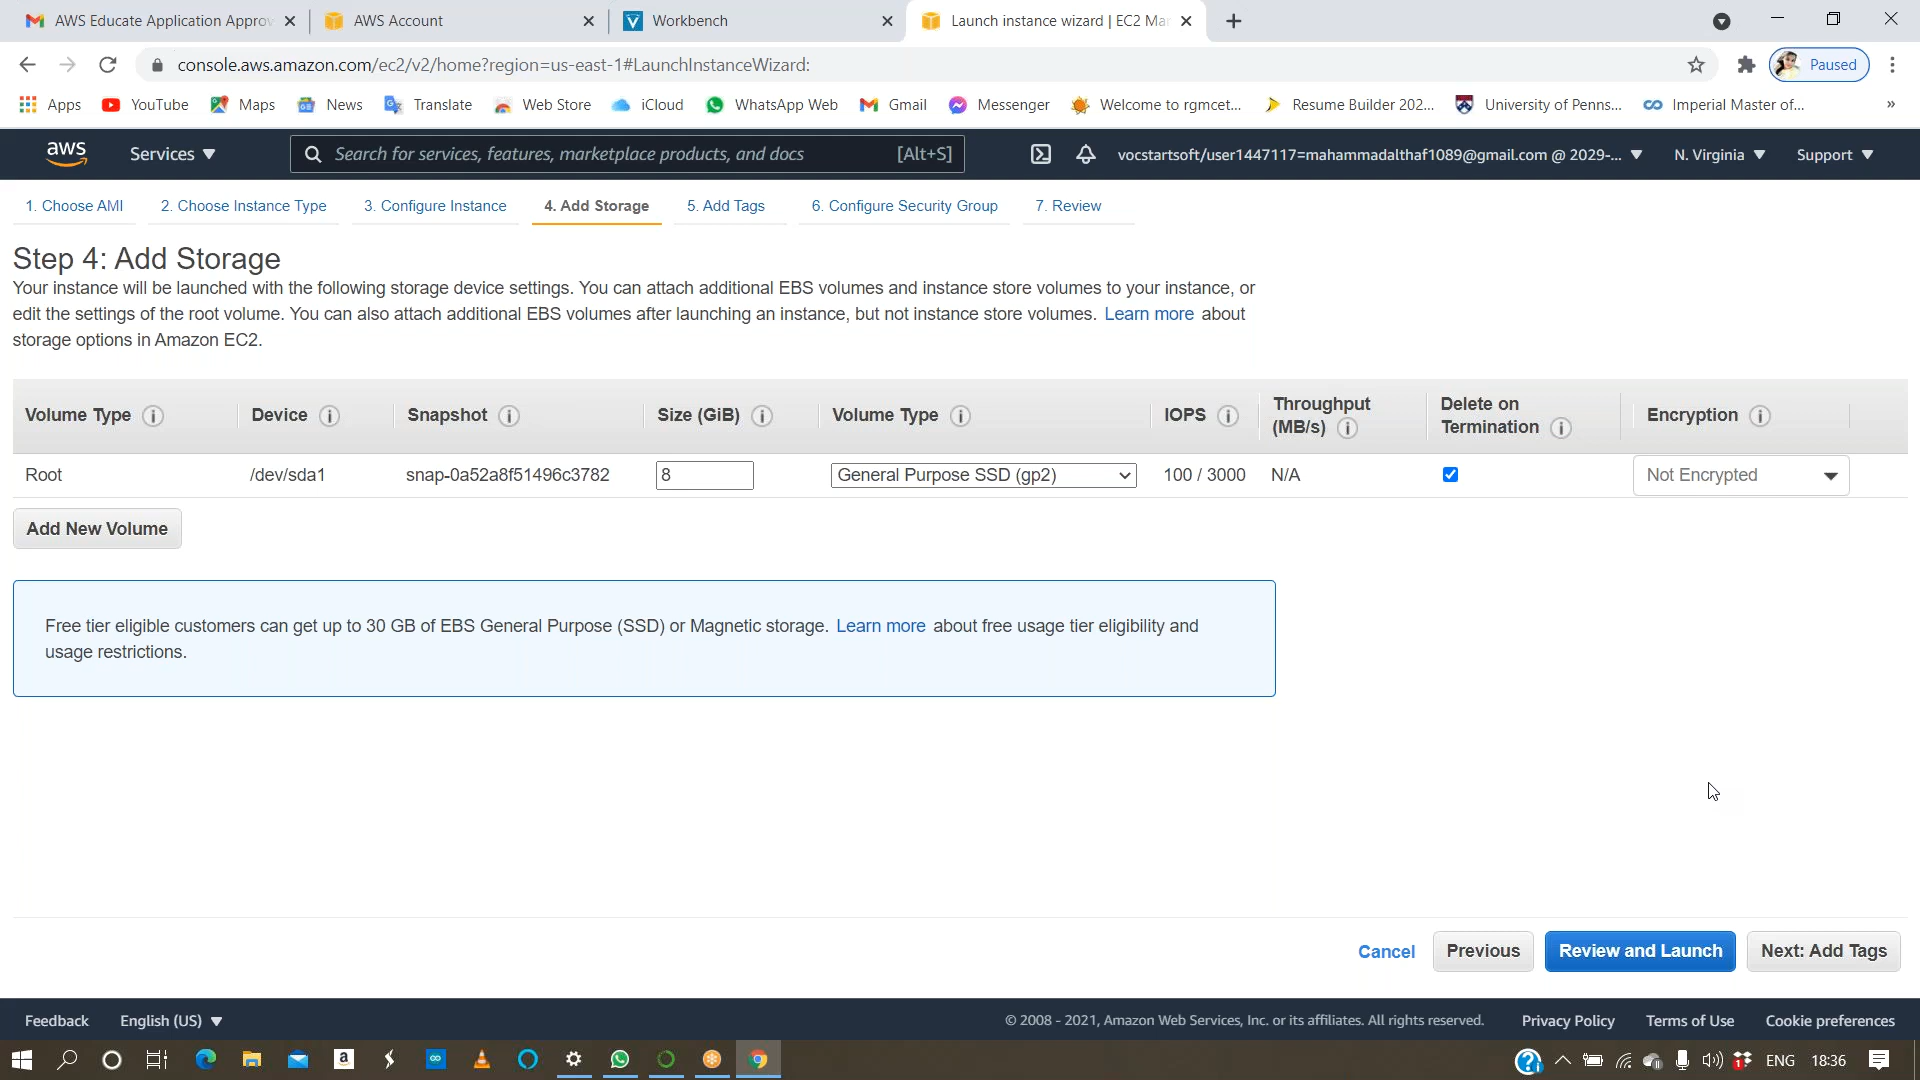 AWS Educate Application Approv
AWS Account
Workbench
Launch instance wizard | EC2 Ma
console.aws.amazon.com/ec2/v2/home?region=us-east-1#LaunchInstanceWizard:
Paused
Apps YouTube Maps News Translate Web Store iCloud WhatsApp Web Gmail Messenger Welcome to rgmcet... Resume Builder 202... University of Penns... Imperial Master of... »
aws Services Search for services, features, marketplace products, and docs [Alt+S] vocstartsoft/user1447117=mahammadalthaf1089@gmail.com @ 2029-... N. Virginia Support
1. Choose AMI 2. Choose Instance Type 3. Configure Instance 4. Add Storage 5. Add Tags 6. Configure Security Group 7. Review
Step 4: Add Storage
Your instance will be launched with the following storage device settings. You can attach additional EBS volumes and instance store volumes to your instance, or
edit the settings of the root volume. You can also attach additional EBS volumes after launching an instance, but not instance store volumes. Learn more about
storage options in Amazon EC2.
Volume Type Device Snapshot Size (GiB) Volume Type IOPS Throughput (MB/s) Delete on Termination Encryption
Root /dev/sda1 snap-0a52a8f51496c3782 8 General Purpose SSD (gp2) 100 / 3000 N/A Not Encrypted
Add New Volume
Free tier eligible customers can get up to 30 GB of EBS General Purpose (SSD) or Magnetic storage. Learn more about free usage tier eligibility and
usage restrictions.
Cancel Previous Review and Launch Next: Add Tags
Feedback English (US) © 2008 - 2021, Amazon Web Services, Inc. or its affiliates. All rights reserved. Privacy Policy Terms of Use Cookie preferences
ENG 18:36